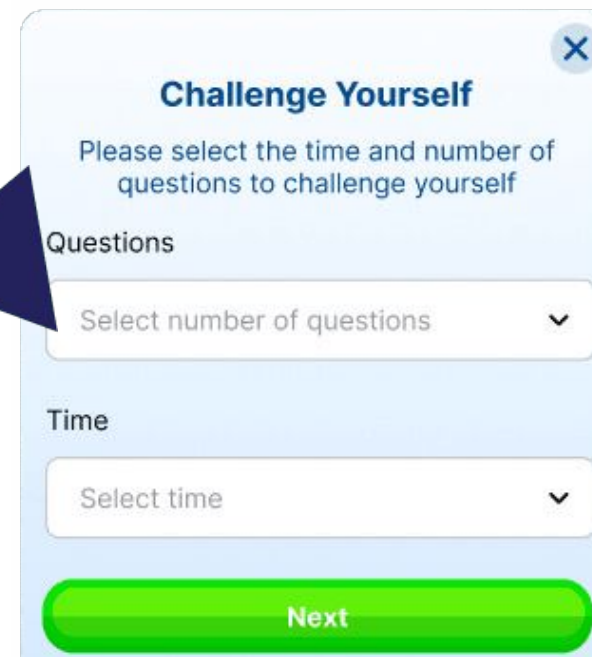 Challenge Yourself
Please select the time and number of
questions to challenge yourself
Questions
Select number of questions
Time
Select time
Next